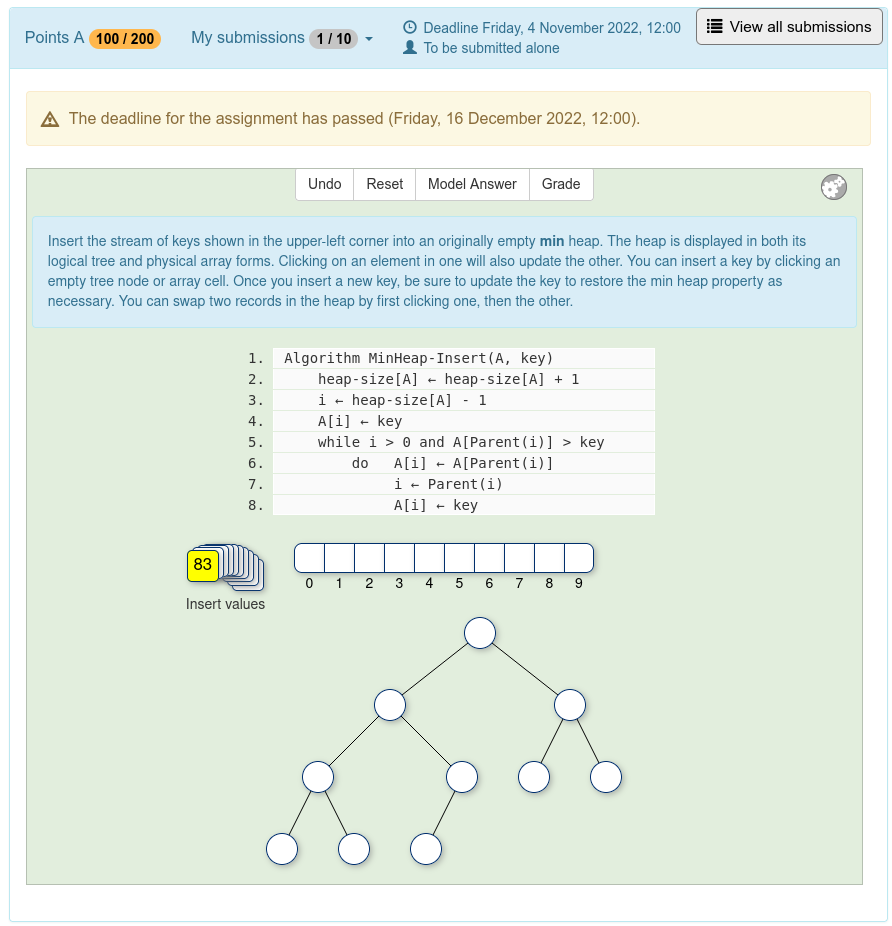 Points A 100 / 200 My submissions 1 / 10 Deadline Friday, 4 November 2022, 12:00 View all submissions
To be submitted alone
The deadline for the assignment has passed (Friday, 16 December 2022, 12:00).
Undo Reset Model Answer Grade
Insert the stream of keys shown in the upper-left corner into an originally empty min heap. The heap is displayed in both its
logical tree and physical array forms. Clicking on an element in one will also update the other. You can insert a key by clicking an
empty tree node or array cell. Once you insert a new key, be sure to update the key to restore the min heap property as
necessary. You can swap two records in the heap by first clicking one, then the other.
1. Algorithm MinHeap-Insert(A, key)
2. heap-size[A] ← heap-size[A] + 1
3. i ← heap-size[A] - 1
4. A[i] ← key
5. while i > 0 and A[Parent(i)] > key
6. do A[i] ← A[Parent(i)]
7. i ← Parent(i)
8. A[i] ← key
83
0 1 2 3 4 5 6 7 8 9
Insert values